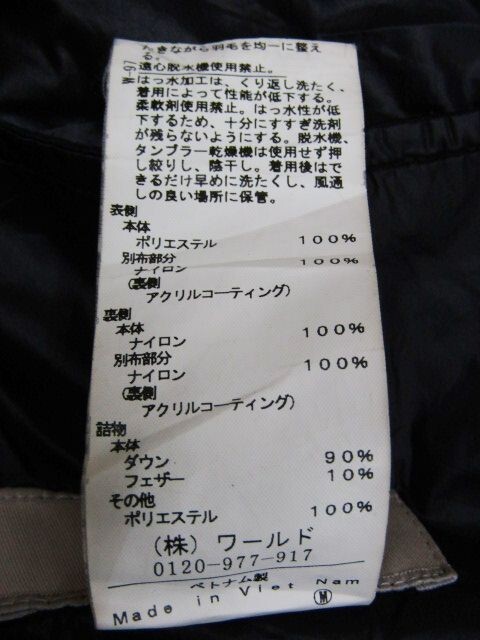 たきながら羽毛を均一に整え
る。
遠心脱水機使用禁止。
はっ水加工は、くり返し洗たく、
着用によって性能が低下する。
柔軟剤使用禁止。はっ水性が低
下するため、十分にすすぎ洗剤
が残らないようにする。脱水機、
タンブラー乾燥機は使用せず押
し絞りし、陰干し。着用後はで
きるだけ早めに洗たくし、風通
しの良い場所に保管。
表側
本体
ポリエステル 100%
別布部分 100%
ナイロン
(裏側
アクリルコーティング)
裏側
本体
ナイロン 100%
別布部分
ナイロン 100%
(裏側
アクリルコーティング)
詰物
本体
ダウン 90%
フェザー 10%
その他
ポリエステル 100%
(株) ワールド
0120-977-917
ベトナム製
Made in Viet Nam
M